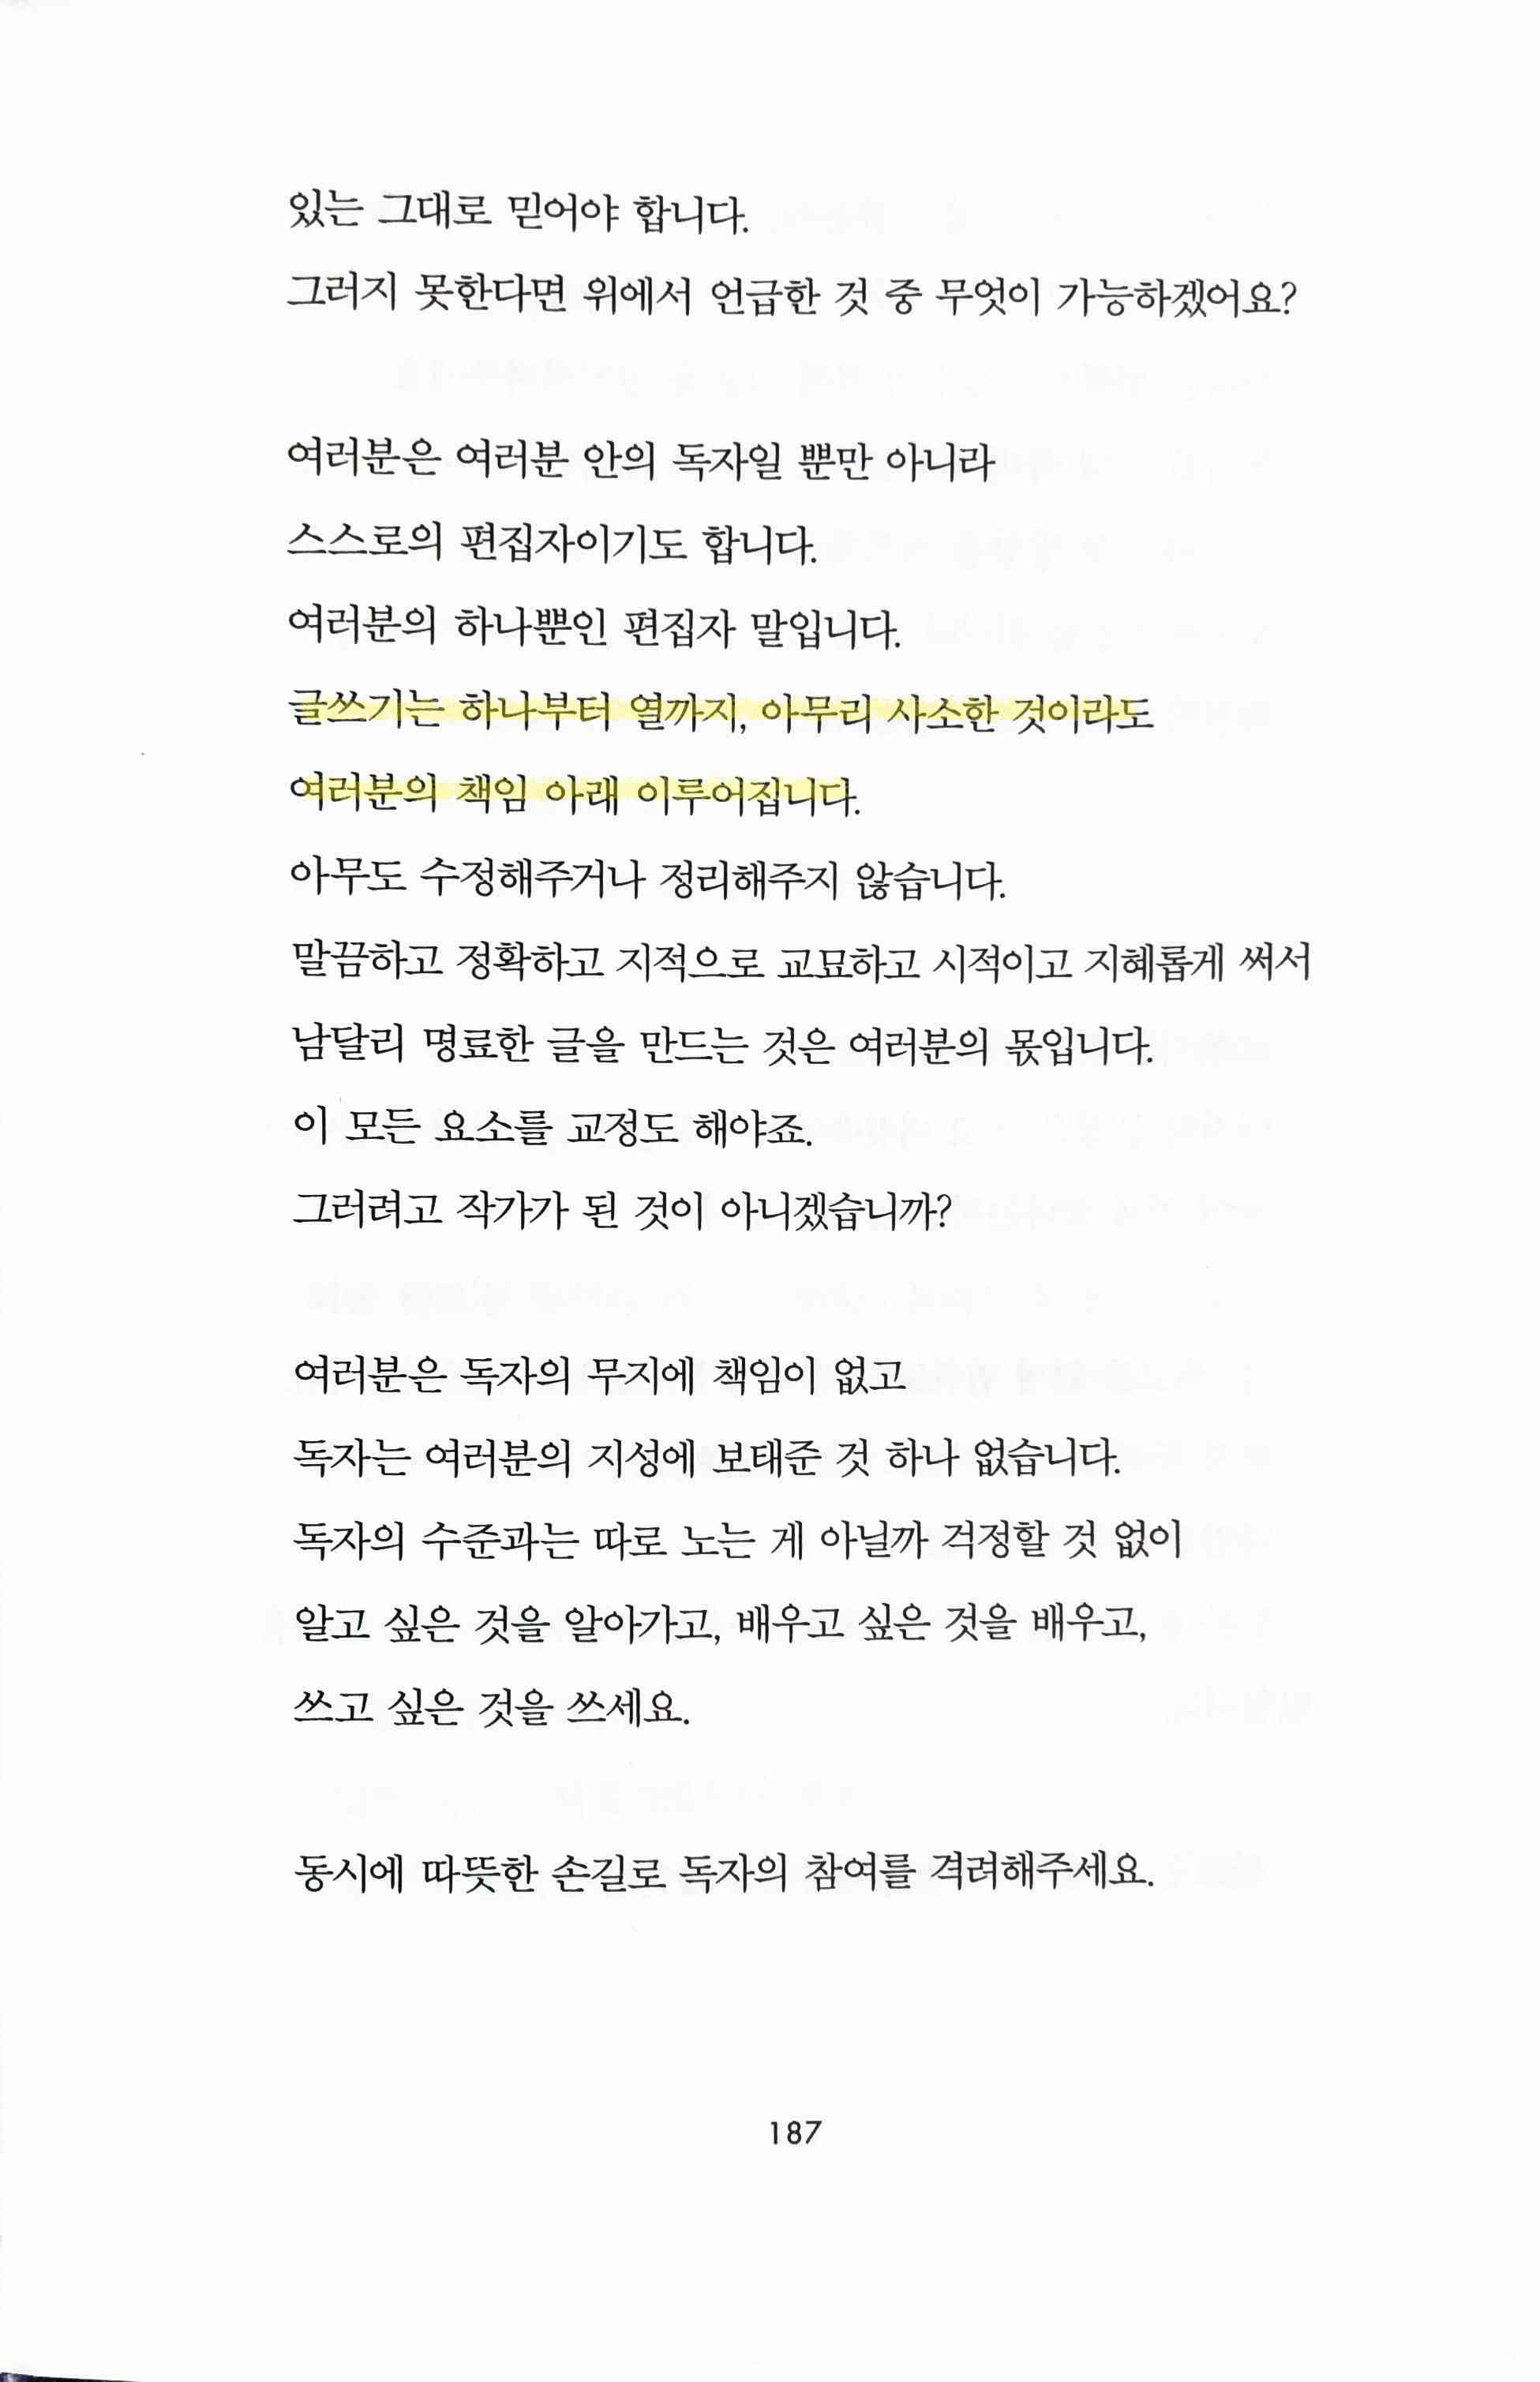 있는 그대로 믿어야 합니다.
그러지 못한다면 위에서 언급한 것 중 무엇이 가능하겠어요?
여러분은 여러분 안의 독자일 뿐만 아니라
스스로의 편집자이기도 합니다.
여러분의 하나뿐인 편집자 말입니다.
글쓰기는 하나부터 열까지, 아무리 사소한 것이라도
여러분의 책임 아래 이루어집니다.
아무도 수정해주거나 정리해주지 않습니다.
말끔하고 정확하고 지적으로 교묘하고 시적이고 지혜롭게 써서
남달리 명료한 글을 만드는 것은 여러분의 몫입니다.
이 모든 요소를 교정도 해야죠.
그러려고 작가가 된 것이 아니겠습니까?
여러분은 독자의 무지에 책임이 없고
독자는 여러분의 지성에 보태준 것 하나 없습니다.
독자의 수준과는 따로 노는 게 아닐까 걱정할 것 없이
알고 싶은 것을 알아가고, 배우고 싶은 것을 배우고,
쓰고 싶은 것을 쓰세요.
동시에 따뜻한 손길로 독자의 참여를 격려해주세요.
187